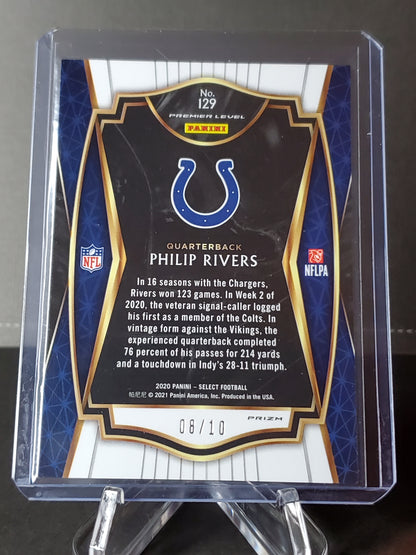 No.
129
PREMIER LEVEL
PANINI
QUARTERBACK
PHILIP RIVERS
NFL
NFLPA
In 16 seasons with the Chargers,
Rivers won 123 games. In Week 2 of
2020, the veteran signal-caller logged
his first as a member of the Colts. In
vintage form against the Vikings, the
experienced quarterback completed
76 percent of his passes for 214 yards
and a touchdown in Indy's 28-11 triumph.
2020 PANINI – SELECT FOOTBALL
帕尼尼 © 2021 Panini America, Inc. Produced in the USA.
08/10
PRIZM